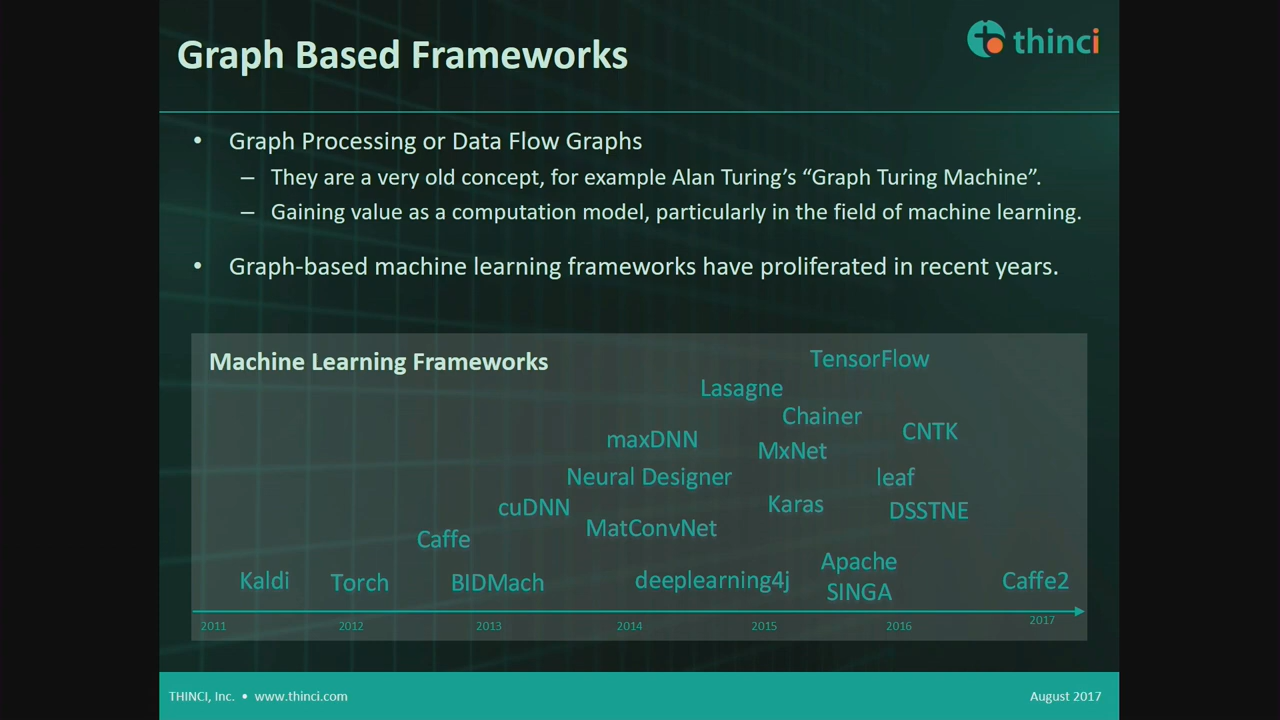 Graph Based Frameworks
thinci
• Graph Processing or Data Flow Graphs
– They are a very old concept, for example Alan Turing’s “Graph Turing Machine”.
– Gaining value as a computation model, particularly in the field of machine learning.
• Graph-based machine learning frameworks have proliferated in recent years.
Machine Learning Frameworks
TensorFlow
Lasagne
Chainer
CNTK
maxDNN
MxNet
Neural Designer
leaf
cuDNN
Karas
DSSTNE
MatConvNet
Caffe
Apache
SINGA
Kaldi
Torch
BIDMach
deeplearning4j
Caffe2
2011
2012
2013
2014
2015
2016
2017
THINCI, Inc. • www.thinci.com
August 2017